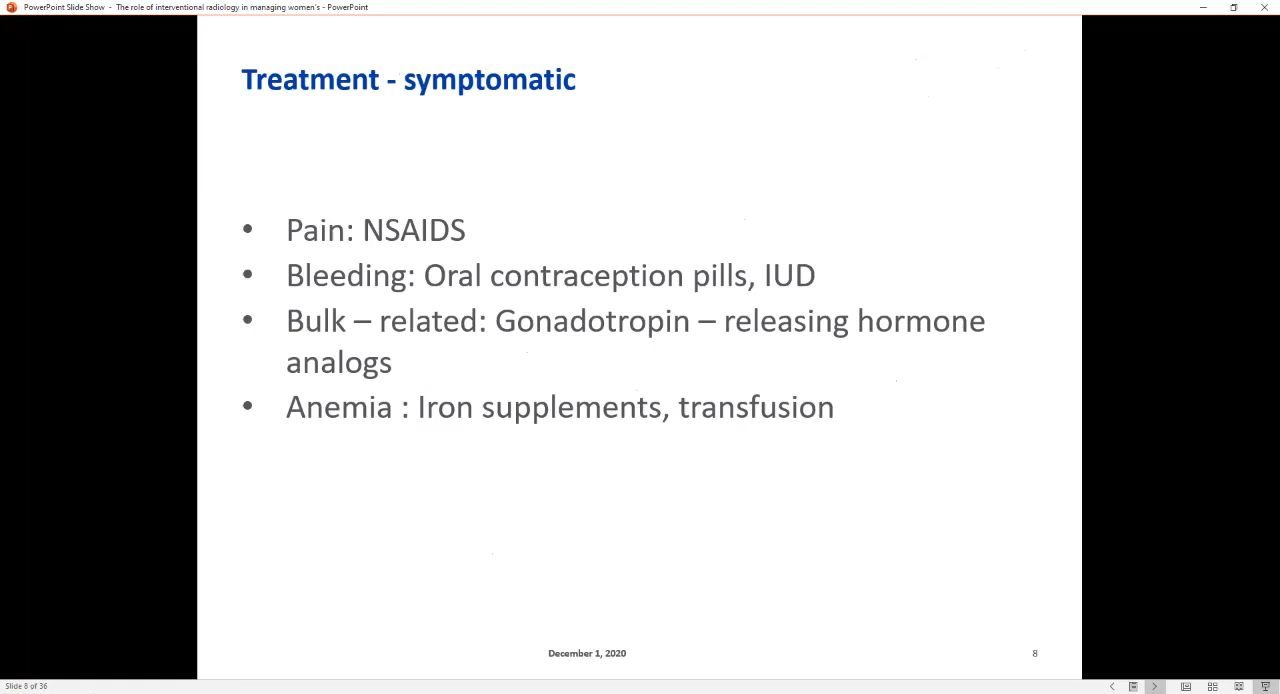 PowerPoint Slide Show - The role of interventional radiology in managing women's - PowerPoint
Treatment - symptomatic
• Pain: NSAIDS
• Bleeding: Oral contraception pills, IUD
• Bulk – related: Gonadotropin – releasing hormone
analogs
• Anemia : Iron supplements, transfusion
December 1, 2020
8
Slide 8 of 36